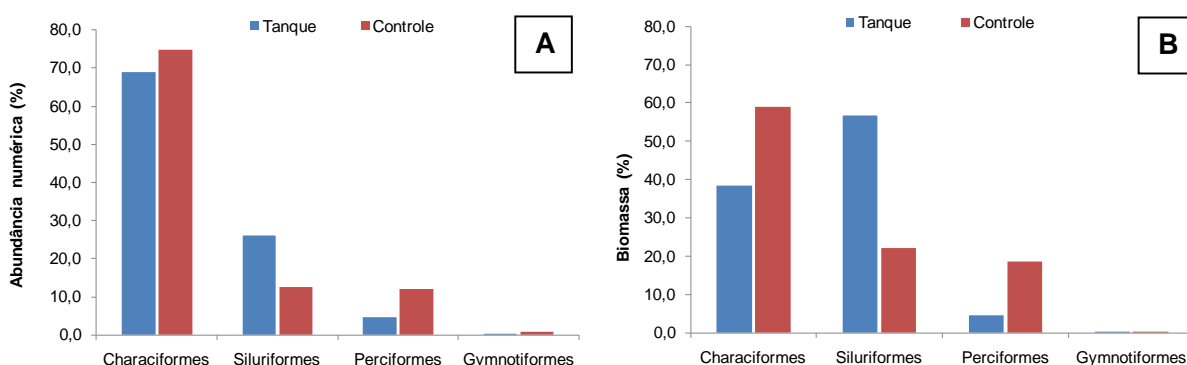 Tanque Controle
A
Abundância numérica (%)
80,0
70,0
60,0
50,0
40,0
30,0
20,0
10,0
0,0
Characiformes Siluriformes Perciformes Gymnotiformes
Tanque Controle
B
Biomassa (%)
80,0
70,0
60,0
50,0
40,0
30,0
20,0
10,0
0,0
Characiformes Siluriformes Perciformes Gymnotiformes